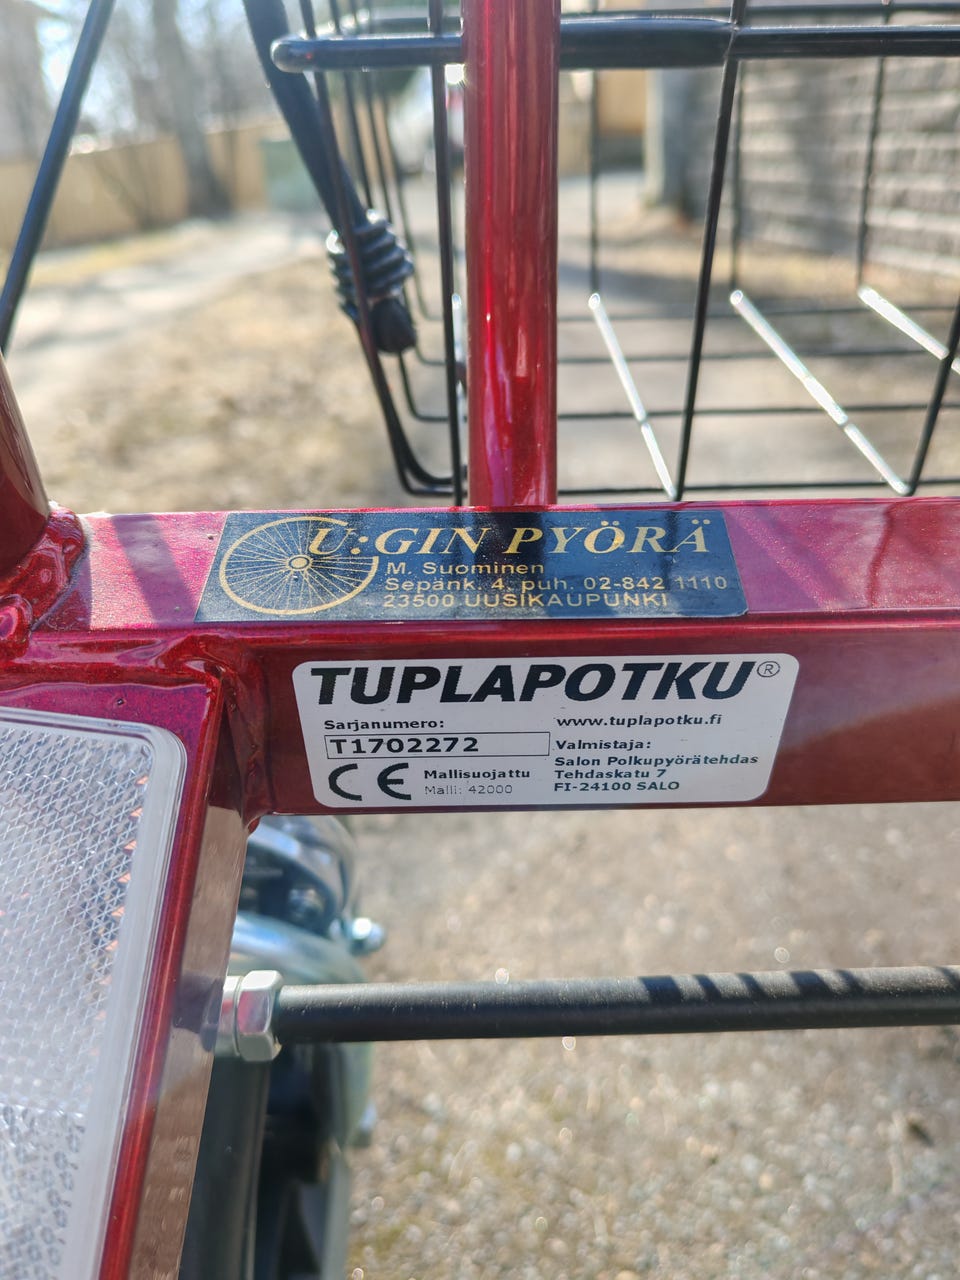 U:GIN PYÖRÄ
M. Suominen
Sepänk. 4, puh. 02-842 1110
23500 UUSIKAUPUNKI
TUPLAPOTKU®
Sarjanumero:
T1702272
CE
Mallisuojattu
Malli: 42000
www.tuplapotku.fi
Valmistaja:
Salon Polkupyörätehdas
Tehdaskatu 7
FI-24100 SALO